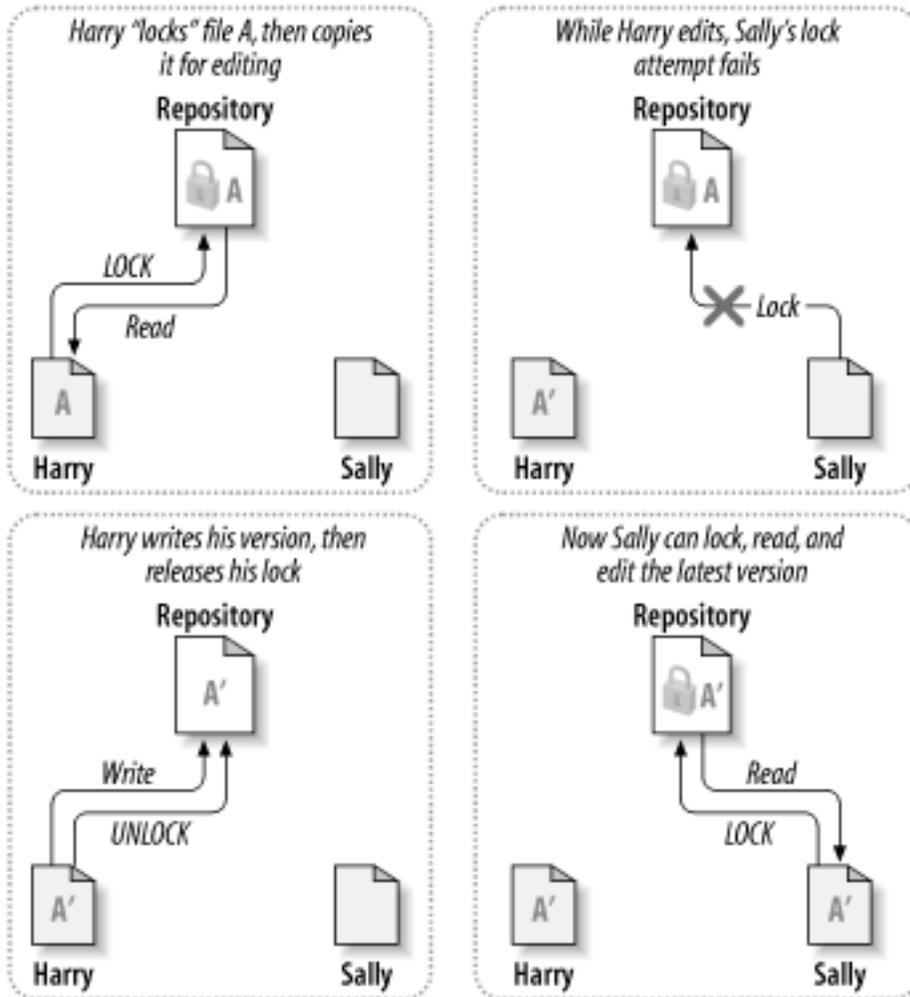 Harry “locks” file A, then copies
it for editing
Repository
A
LOCK
Read
A
Harry
Sally
While Harry edits, Sally’s lock
attempt fails
Repository
A
Lock
A’
Harry
Sally
Harry writes his version, then
releases his lock
Repository
A’
Write
UNLOCK
A’
Harry
Sally
Now Sally can lock, read, and
edit the latest version
Repository
A’
Read
LOCK
A’
Harry
A’
Sally